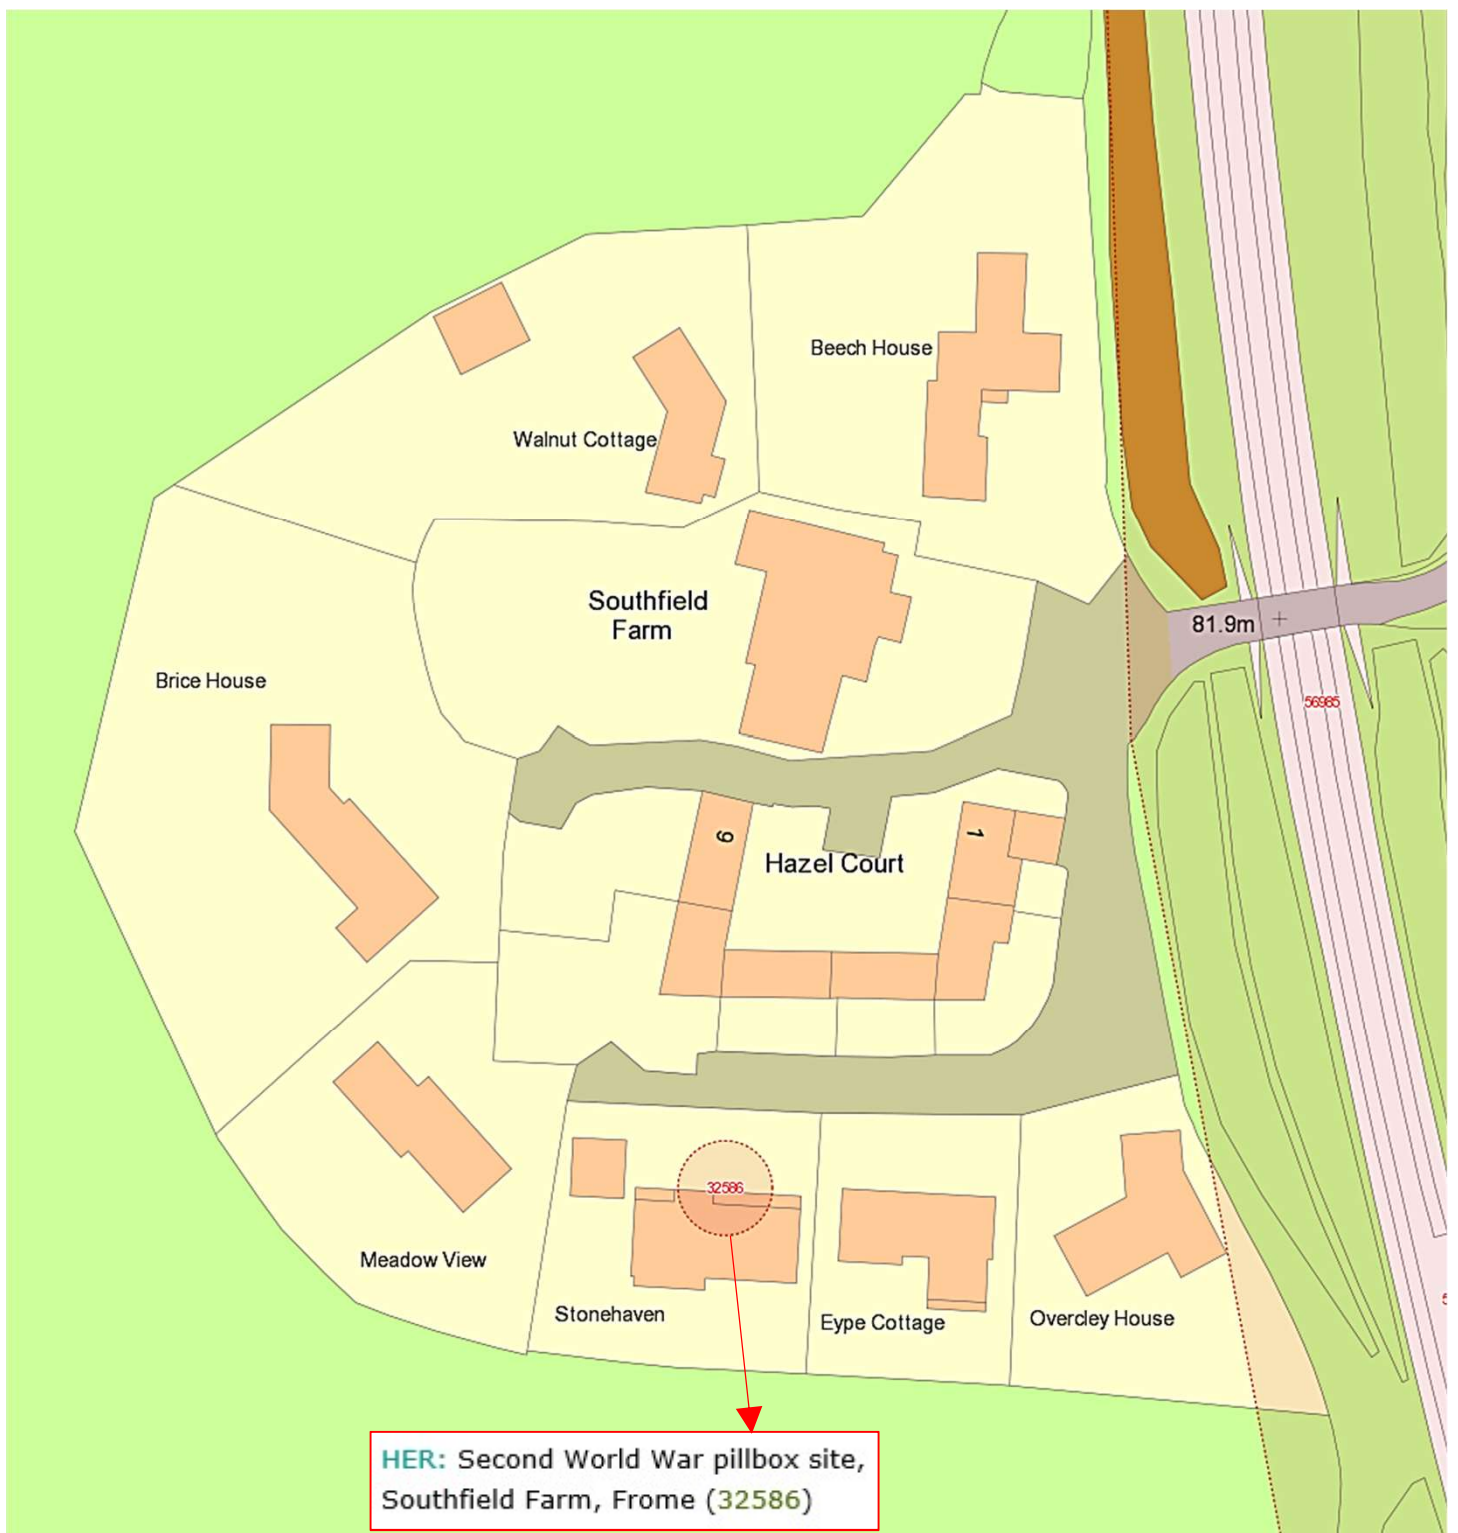 Beech House
Walnut Cottage
Southfield
Farm
81.9m
Brice House
56985
9
1
Hazel Court
32586
Meadow View
Stonehaven
Eype Cottage
Overcley House
HER: Second World War pillbox site,
Southfield Farm, Frome (32586)